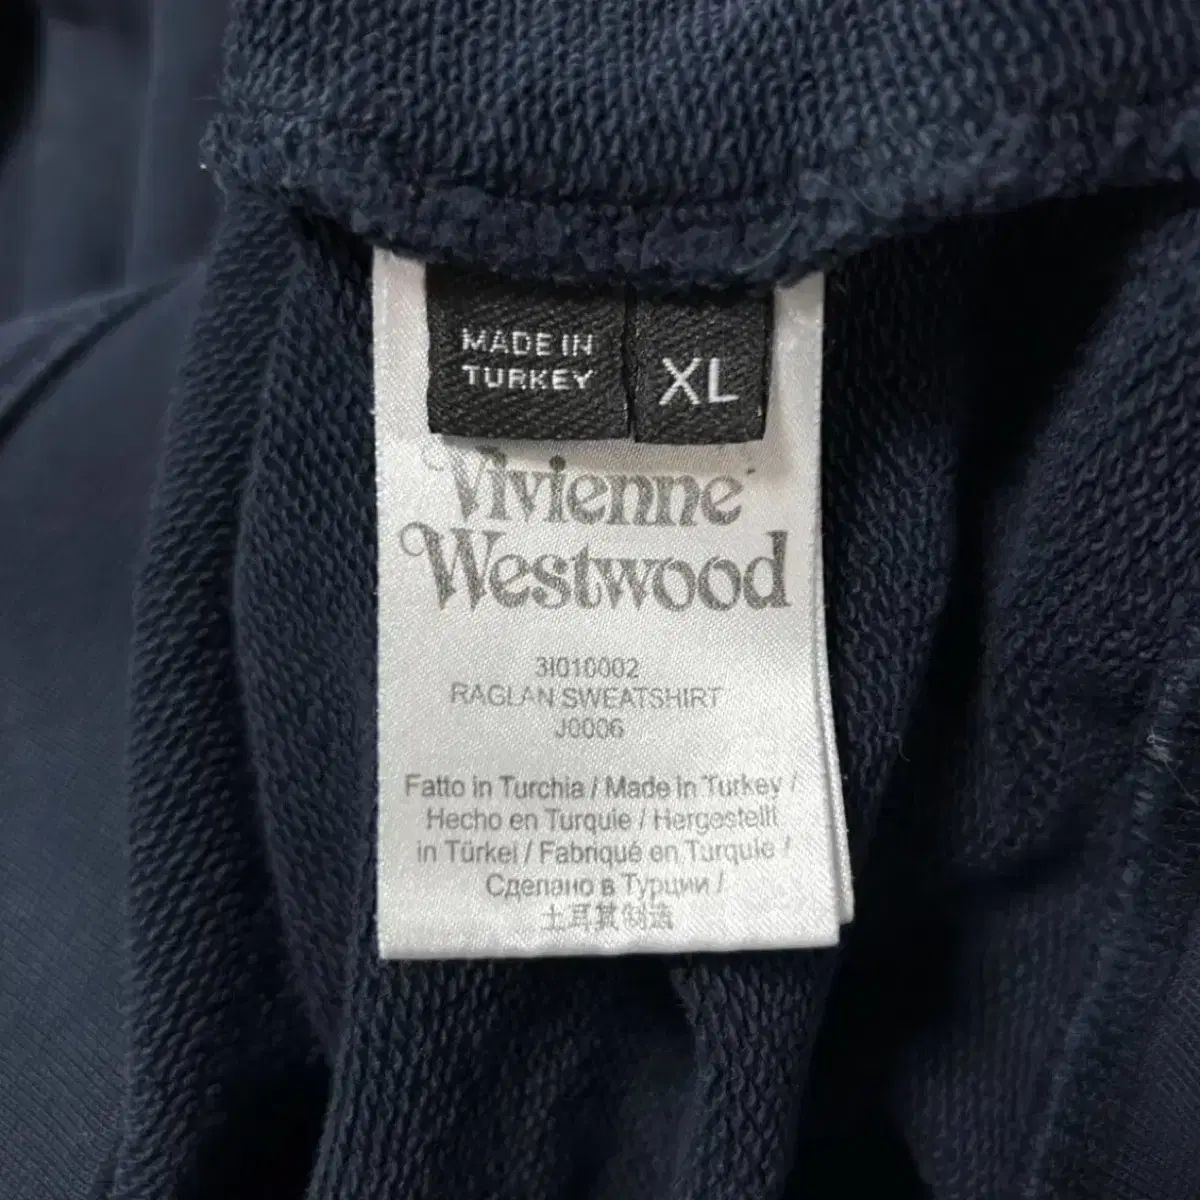 MADE IN
TURKEY
XL
Vivienne
Westwood
3I010002
RAGLAN SWEATSHIRT
J0006
Fatto in Turchia / Made in Turkey /
Hecho en Turquie / Hergestellt
in Türkei / Fabriqué en Turquie /
Сделано в Турции /
土耳其制造